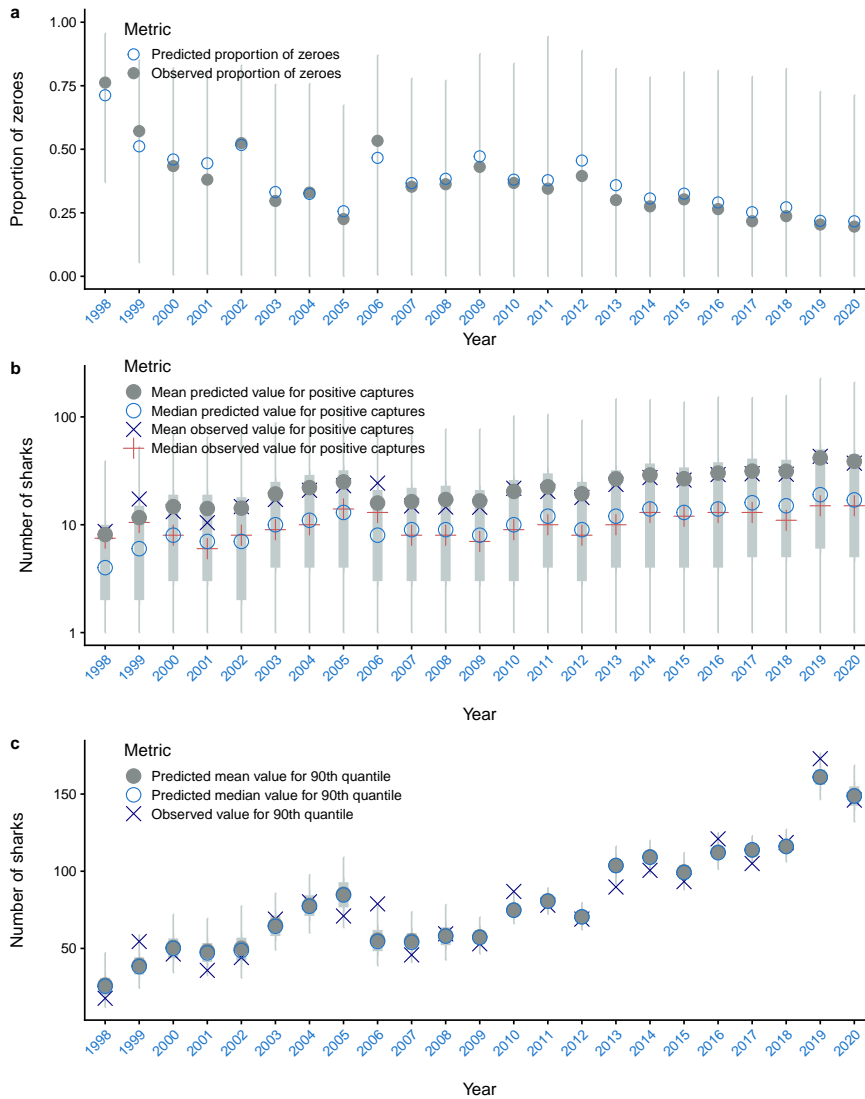 a
1.00
0.75
0.50
0.25
0.00
Proportion of zeroes
Metric
Predicted proportion of zeroes
Observed proportion of zeroes
1998 1999 2000 2001 2002 2003 2004 2005 2006 2007 2008 2009 2010 2011 2012 2013 2014 2015 2016 2017 2018 2019 2020
Year
b
Metric
Mean predicted value for positive captures
Median predicted value for positive captures
Mean observed value for positive captures
Median observed value for positive captures
100
10
1
Number of sharks
1998 1999 2000 2001 2002 2003 2004 2005 2006 2007 2008 2009 2010 2011 2012 2013 2014 2015 2016 2017 2018 2019 2020
Year
c
Metric
Predicted mean value for 90th quantile
Predicted median value for 90th quantile
Observed value for 90th quantile
150
100
50
Number of sharks
1998 1999 2000 2001 2002 2003 2004 2005 2006 2007 2008 2009 2010 2011 2012 2013 2014 2015 2016 2017 2018 2019 2020
Year